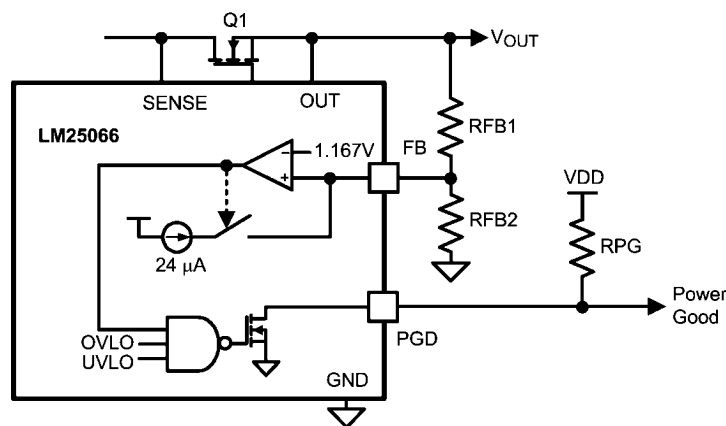 Q1
VOUT
SENSE
OUT
LM25066
RFB1
1.167V
FB
−
+
VDD
RFB2
RPG
24 μA
Power
Good
OVLO
UVLO
PGD
GND